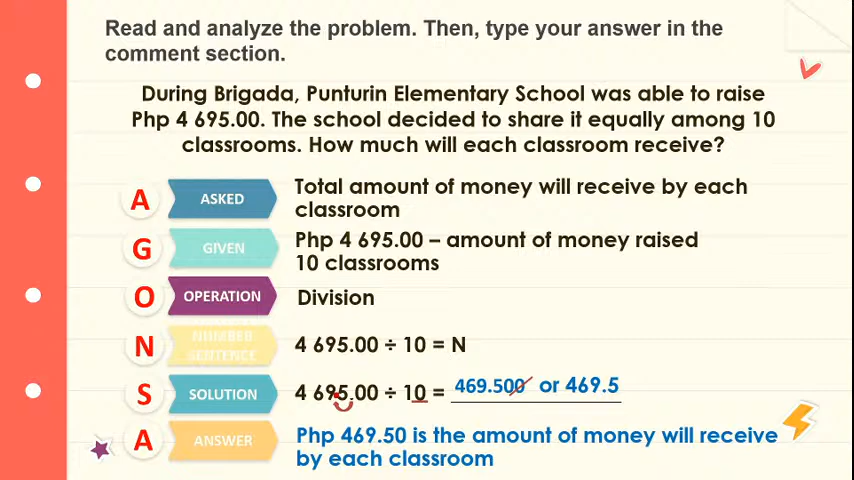 Read and analyze the problem. Then, type your answer in the
comment section.
During Brigada, Punturin Elementary School was able to raise
Php 4 695.00. The school decided to share it equally among 10
classrooms. How much will each classroom receive?
A ASKED Total amount of money will receive by each
classroom
G GIVEN Php 4 695.00 – amount of money raised
10 classrooms
O OPERATION Division
N NUMBER SENTENCE 4 695.00 ÷ 10 = N
S SOLUTION 4 695.00 ÷ 10 = 469.500 or 469.5
A ANSWER Php 469.50 is the amount of money will receive
by each classroom